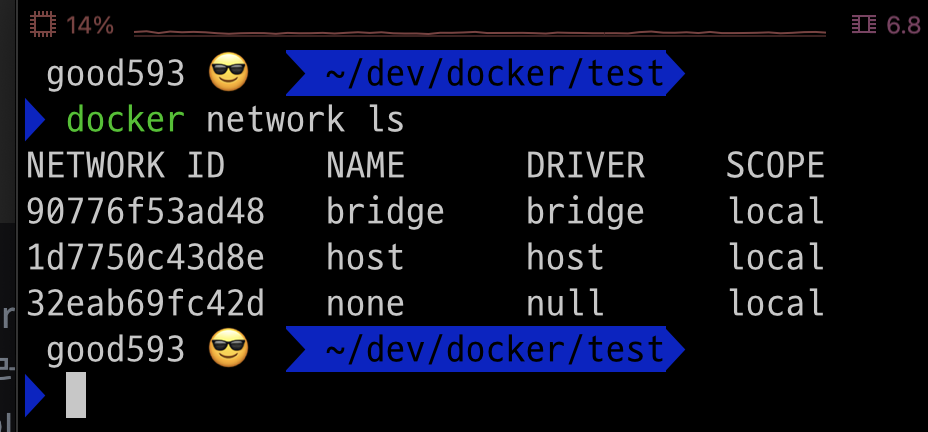 14% 6.8
good593 😎 ~/dev/docker/test
docker network ls
NETWORK ID NAME DRIVER SCOPE
90776f53ad48 bridge bridge local
1d7750c43d8e host host local
32eab69fc42d none null local
good593 😎 ~/dev/docker/test